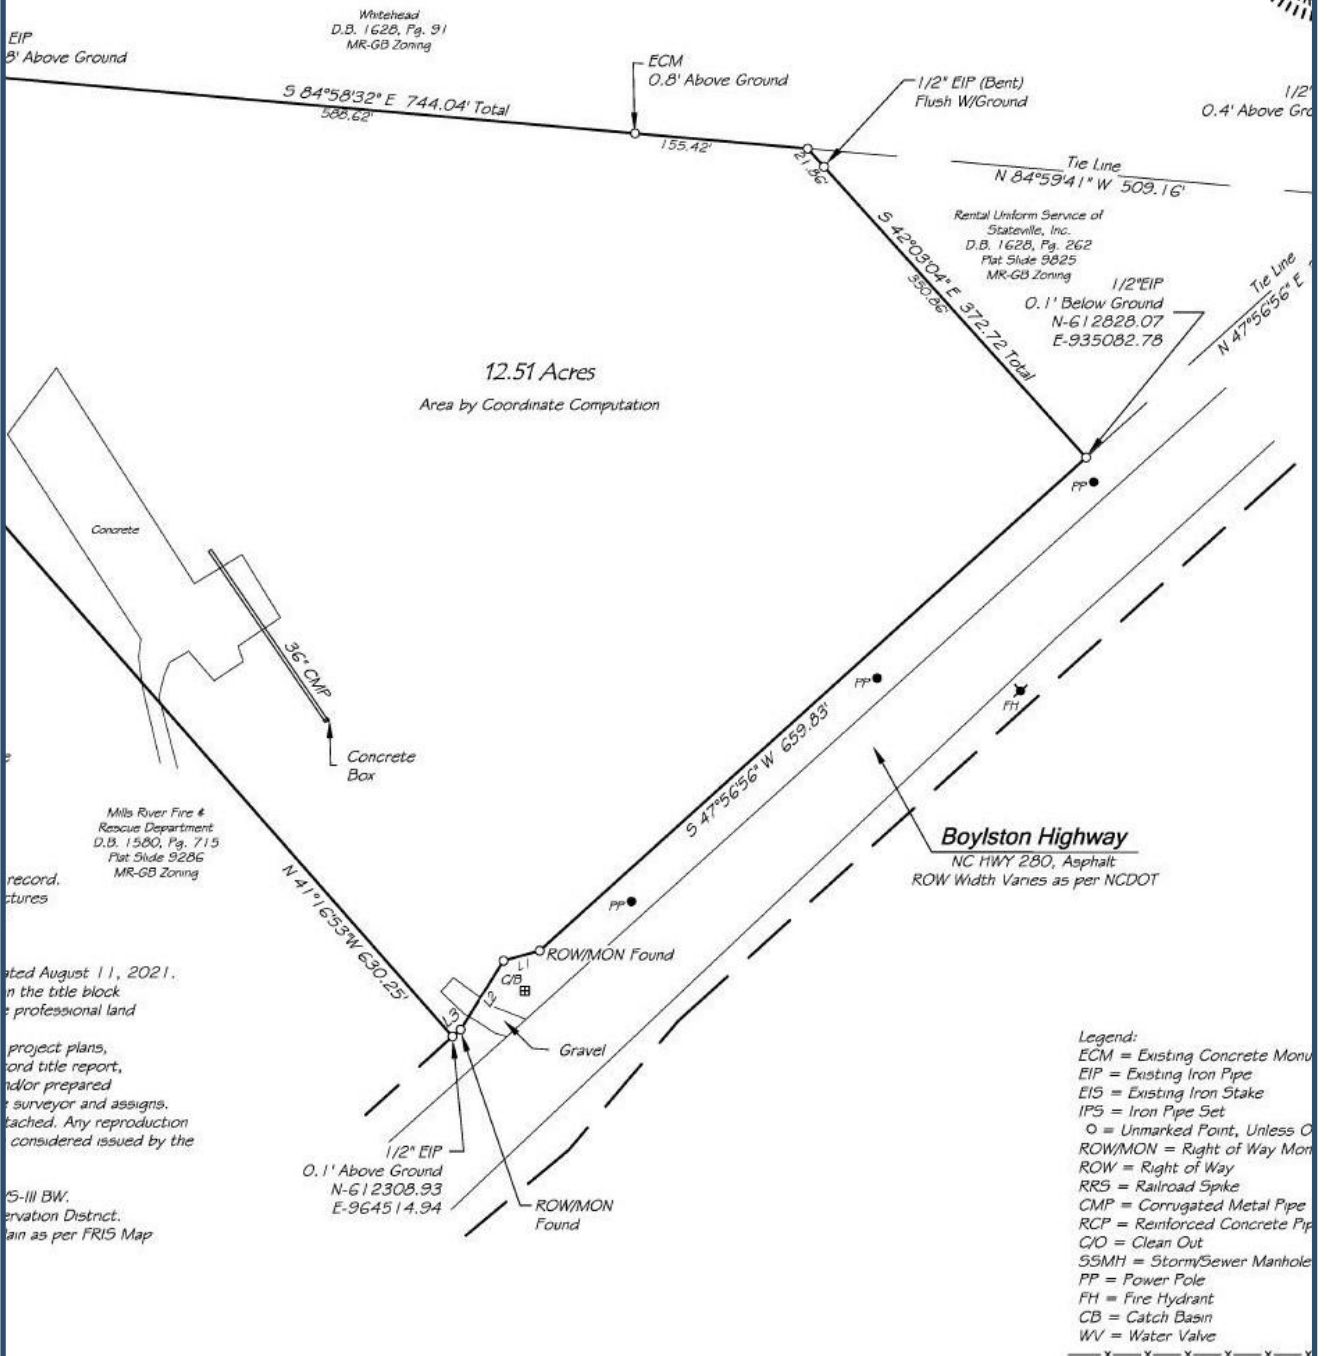 Whitehead
D.B. 1628, Pg. 91
MR-GB Zoning
EIP
8' Above Ground
S 84°58'32" E 744.04' Total
588.62'
ECM
0.8' Above Ground
155.42'
1/2" EIP (Bent)
Flush W/Ground
1/2"
0.4' Above Gro
21.86'
Tie Line
N 84°59'41" W 509.16'
Rental Uniform Service of
Stateville, Inc.
D.B. 1628, Pg. 262
Plat Slide 9825
MR-GB Zoning
S 42°03'04" E 372.72 Total
350.86'
1/2"EIP
0.1' Below Ground
N-612828.07
E-935082.78
Tie Line
N 47°56'56" E
12.51 Acres
Area by Coordinate Computation
PP
Concrete
36" CMP
Concrete
Box
PP
FH
S 47°56'56" W 659.83'
Boylston Highway
NC HWY 280, Asphalt
ROW Width Varies as per NCDOT
Mills River Fire &
Rescue Department
D.B. 1580, Pg. 715
Plat Slide 9286
MR-GB Zoning
N 41°16'53"W 630.25'
PP
ROW/MON Found
L1
C/B
L2
L3
Gravel
record.
ctures
ated August 11, 2021.
n the title block
e professional land
project plans,
ord title report,
nd/or prepared
e surveyor and assigns.
tached. Any reproduction
considered issued by the
S-III BW.
ervation District.
lain as per FRIS Map
1/2" EIP
0.1' Above Ground
N-612308.93
E-964514.94
ROW/MON
Found
Legend:
ECM = Existing Concrete Monu
EIP = Existing Iron Pipe
EIS = Existing Iron Stake
IPS = Iron Pipe Set
O = Unmarked Point, Unless O
ROW/MON = Right of Way Mon
ROW = Right of Way
RRS = Railroad Spike
CMP = Corrugated Metal Pipe
RCP = Reinforced Concrete Pip
C/O = Clean Out
SSMH = Storm/Sewer Manhole
PP = Power Pole
FH = Fire Hydrant
CB = Catch Basin
WV = Water Valve